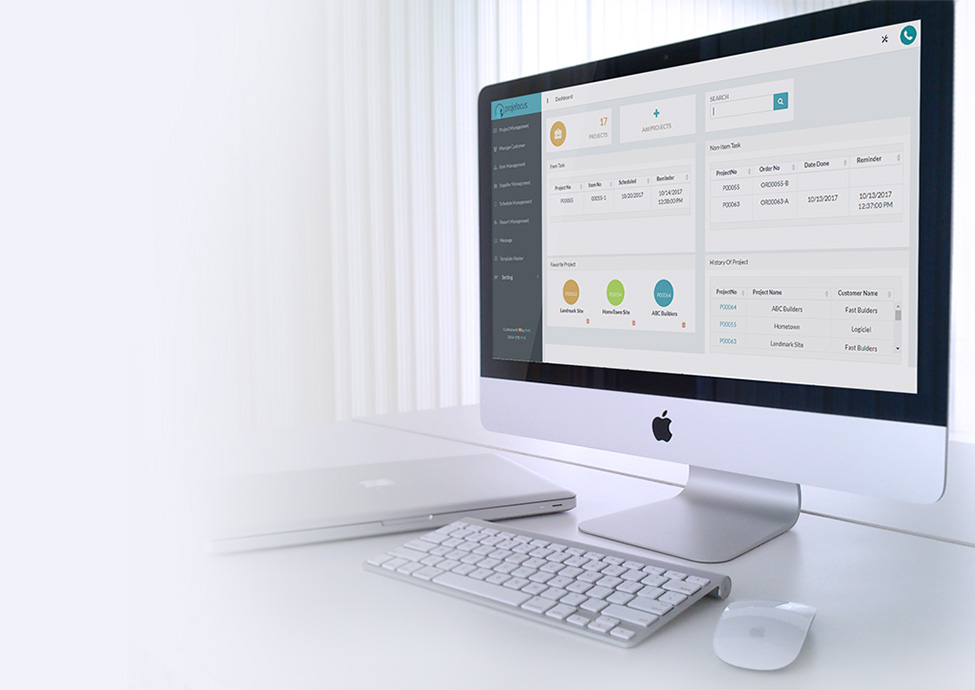 projefocus
Dashboard
Project Management
Manage Customer
Item Management
Supplier Management
Schedule Management
Report Management
Message
Template Master
Setting
17
PROJECTS
Add PROJECTS
SEARCH
Item Task
Project No Item No Scheduled Reminder
P00055 00055-1 10/20/2017 10/14/2017
12:38:00 PM
Non-Item Task
ProjectNo Order No Date Done Reminder
P00055 OR00055-B
P00063 OR00063-A 10/13/2017 10/13/2017
12:37:00 PM
Favorite Project
P00064
Landmark Site HomeTown Site ABC Builders
History Of Project
ProjectNo Project Name Customer Name
P00064 ABC Builders Fast Builders
P00055 Hometown Logiciel
P00063 Landmark Site Fast Builders